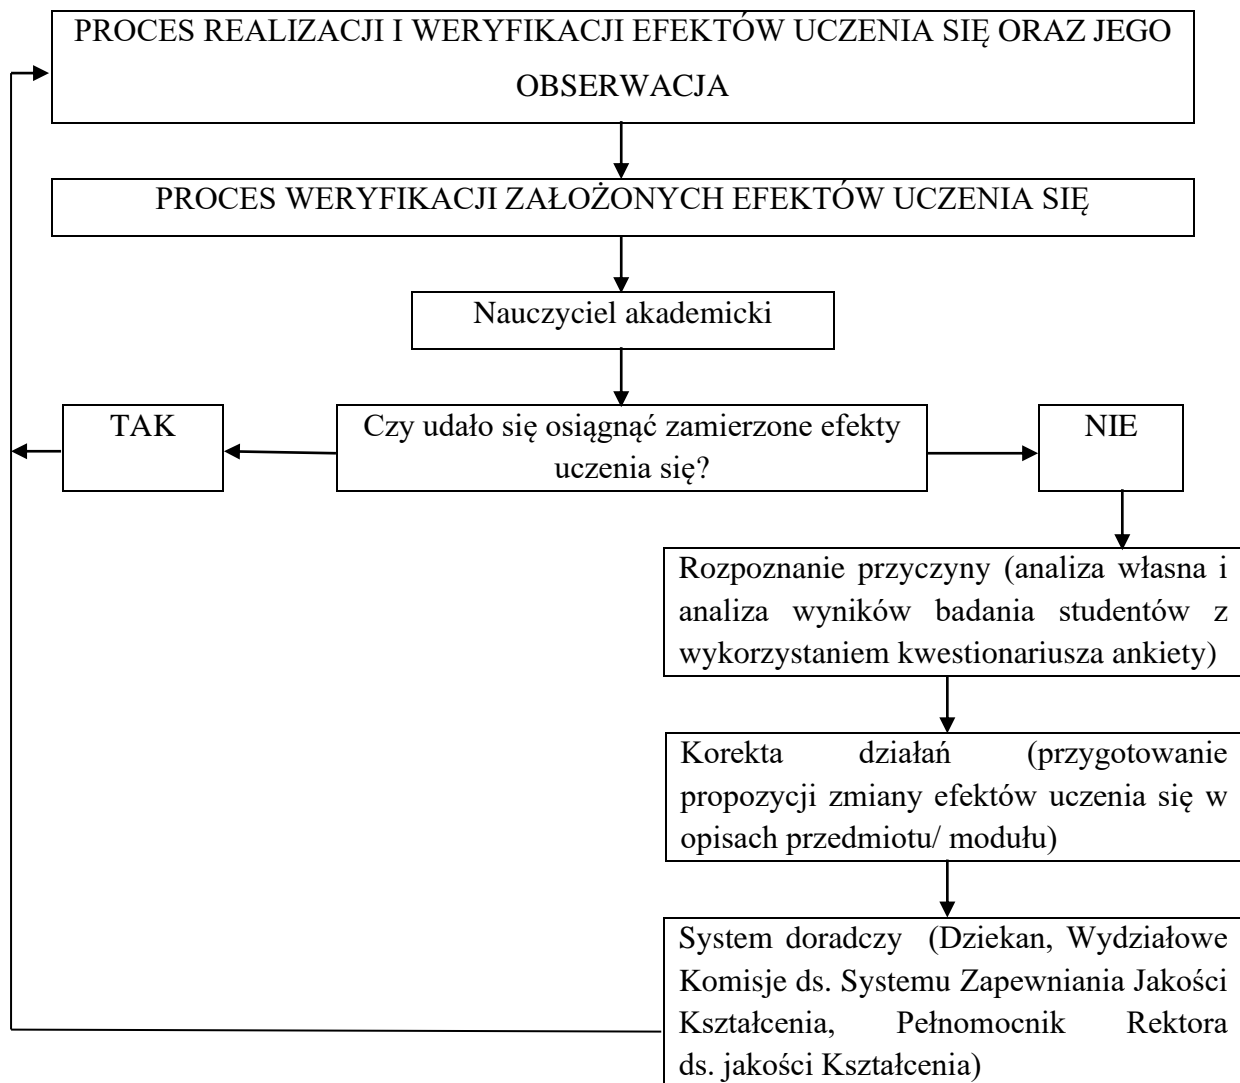 PROCES REALIZACJI I WERYFIKACJI EFEKTÓW UCZENIA SIĘ ORAZ JEGO
OBSERWACJA
PROCES WERYFIKACJI ZAŁOŻONYCH EFEKTÓW UCZENIA SIĘ
Nauczyciel akademicki
TAK
Czy udało się osiągnąć zamierzone efekty
uczenia się?
NIE
Rozpoznanie przyczyny (analiza własna i
analiza wyników badania studentów z
wykorzystaniem kwestionariusza ankiety)
Korekta działań (przygotowanie
propozycji zmiany efektów uczenia się w
opisach przedmiotu/ modułu)
System doradczy (Dziekan, Wydziałowe
Komisje ds. Systemu Zapewniania Jakości
Kształcenia, Pełnomocnik Rektora
ds. jakości Kształcenia)